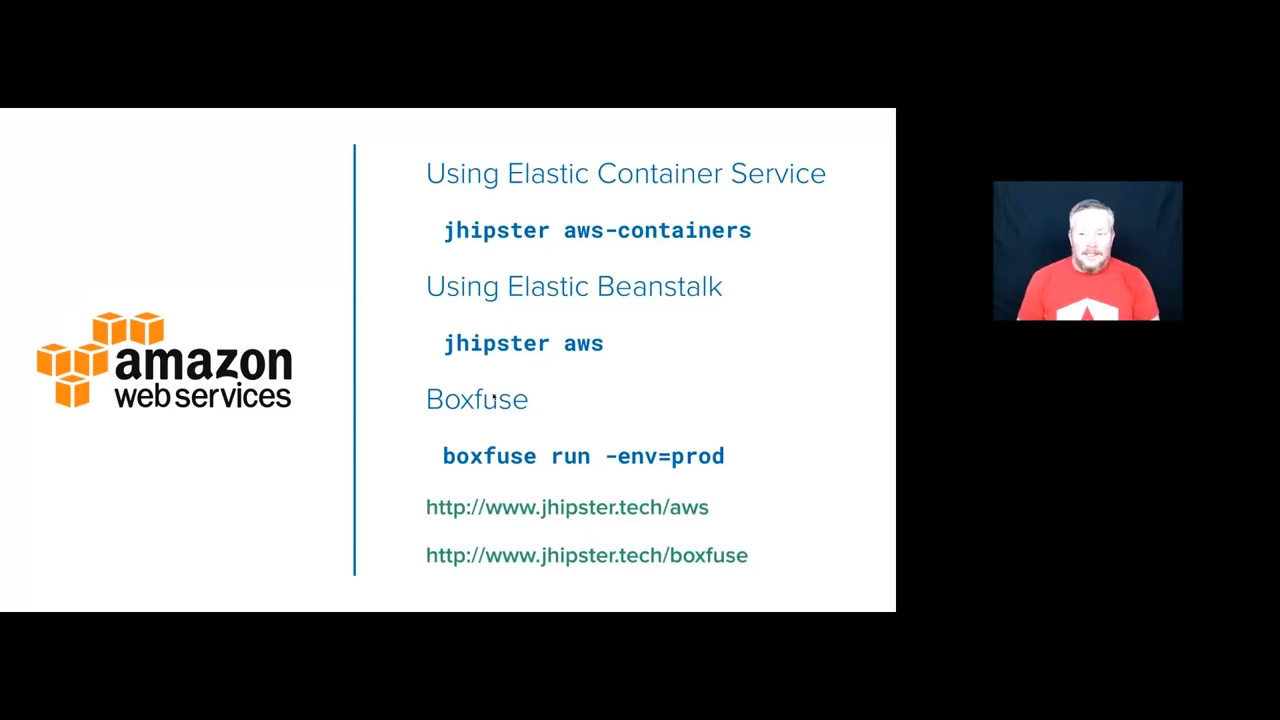 Using Elastic Container Service
jhipster aws-containers
Using Elastic Beanstalk
jhipster aws
Boxfuse
boxfuse run -env=prod
http://www.jhipster.tech/aws
http://www.jhipster.tech/boxfuse
amazon
web services